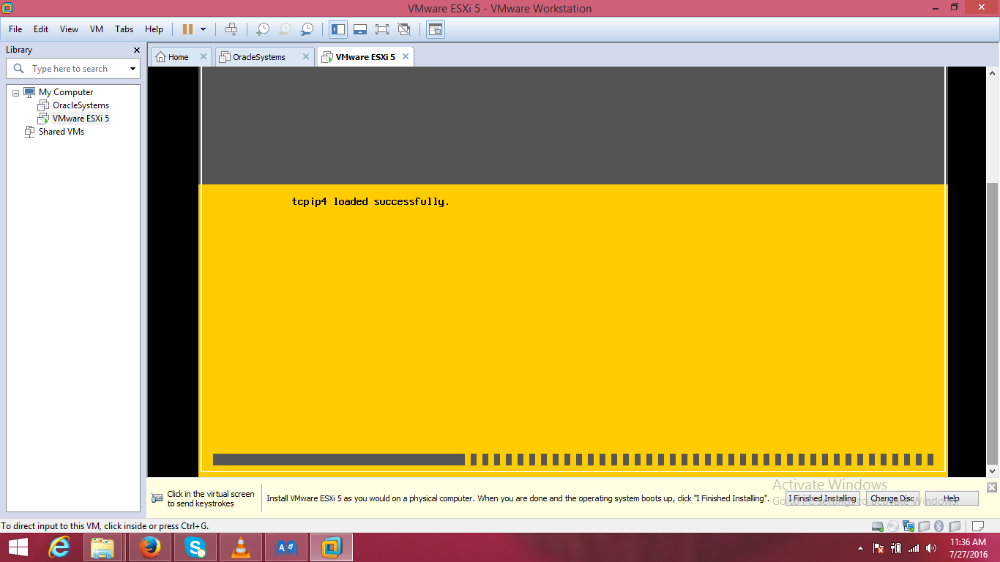 VMware ESXi 5 - VMware Workstation
File Edit View VM Tabs Help
Library
Type here to search
My Computer
OracleSystems
VMware ESXi 5
Shared VMs
Home OracleSystems VMware ESXi 5
tcpip4 loaded successfully.
Click in the virtual screen
to send keystrokes
Install VMware ESXi 5 as you would on a physical computer. When you are done and the operating system boots up, click "I Finished Installing".
I Finished Installing Change Disc Help
Activate Windows
Go to PC settings to activate Windows.
To direct input to this VM, click inside or press Ctrl+G.
11:36 AM
7/27/2016